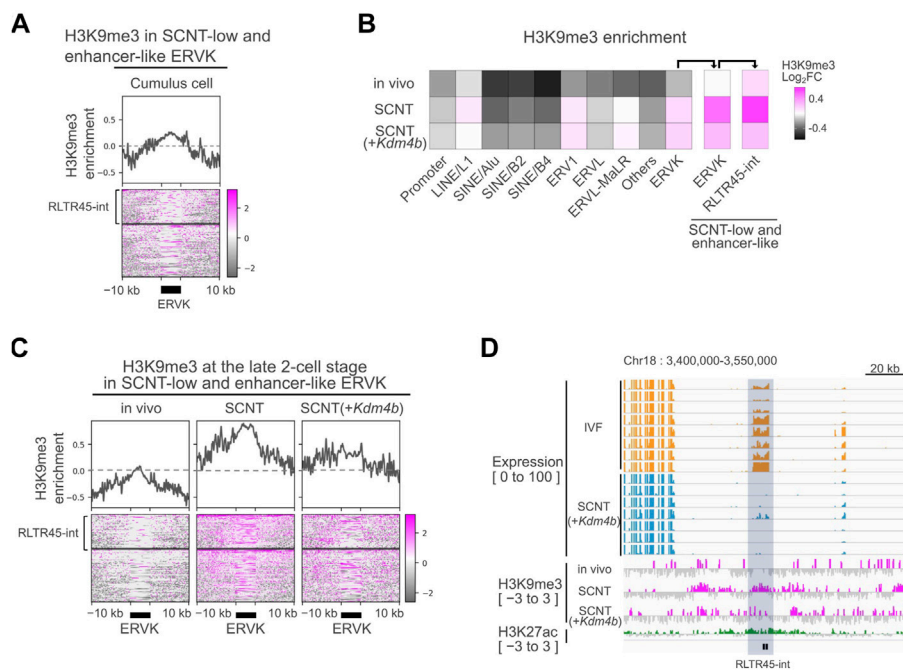 A
H3K9me3 in SCNT-low and
enhancer-like ERVK
Cumulus cell
H3K9me3
enrichment
0.5
0.0
−0.5
RLTR45-int
2
0
−2
−10 kb
10 kb
ERVK
B
H3K9me3 enrichment
in vivo
SCNT
SCNT
(+Kdm4b)
H3K9me3
Log2FC
0.4
-0.4
Promoter
LINE/L1
SINE/Alu
SINE/B2
SINE/B4
ERV1
ERVL
ERVL-MaLR
Others
ERVK
ERVK
RLTR45-int
SCNT-low and
enhancer-like
C
H3K9me3 at the late 2-cell stage
in SCNT-low and enhancer-like ERVK
in vivo
SCNT
SCNT(+Kdm4b)
H3K9me3
enrichment
0.5
0.0
−0.5
RLTR45-int
2
0
−2
−10 kb
10 kb
−10 kb
10 kb
−10 kb
10 kb
ERVK
ERVK
ERVK
D
Chr18 : 3,400,000-3,550,000
20 kb
Expression
[ 0 to 100]
IVF
SCNT
(+Kdm4b)
H3K9me3
[ −3 to 3]
in vivo
SCNT
SCNT
(+Kdm4b)
H3K27ac
[ −3 to 3]
RLTR45-int